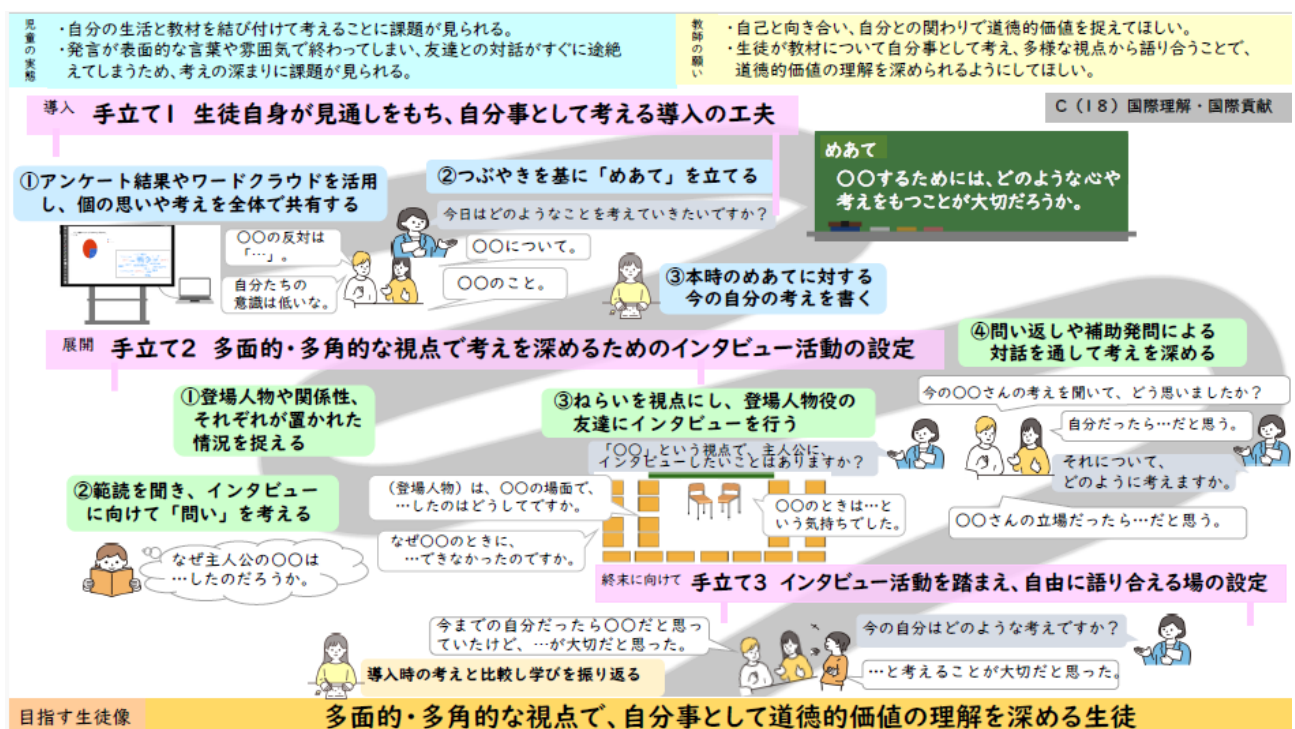 児童の実態
・自分の生活と教材を結び付けて考えることに課題が見られる。
・発言が表面的な言葉や雰囲気で終わってしまい、友達との対話がすぐに途絶
えてしまうため、考えの深まりに課題が見られる。
教師の願い
・自己と向き合い、自分との関わりで道徳的価値を捉えてほしい。
・生徒が教材について自分事として考え、多様な視点から語り合うことで、
道徳的価値の理解を深められるようにしてほしい。
導入 手立て1 生徒自身が見通しをもち、自分事として考える導入の工夫
C(18)国際理解・国際貢献
①アンケート結果やワードクラウドを活用
し、個の思いや考えを全体で共有する
〇〇の反対は
「…」。
自分たちの
意識は低いな。
②つぶやきを基に「めあて」を立てる
今日はどのようなことを考えていきたいですか?
〇〇について。
〇〇のこと。
めあて
〇〇するためには、どのような心や
考えをもつことが大切だろうか。
③本時のめあてに対する
今の自分の考えを書く
展開 手立て2 多面的・多角的な視点で考えを深めるためのインタビュー活動の設定
①登場人物や関係性、
それぞれが置かれた
情況を捉える
②範読を聞き、インタビュー
に向けて「問い」を考える
なぜ主人公の〇〇は
…したのだろうか。
③ねらいを視点にし、登場人物役の
友達にインタビューを行う
「〇〇」という視点で、主人公に、
インタビューしたいことはありますか?
(登場人物)は、〇〇の場面で、
…したのはどうしてですか。
なぜ〇〇のときに、
…できなかったのですか。
〇〇のときは…と
いう気持ちでした。
④問い返しや補助発問による
対話を通して考えを深める
今の〇〇さんの考えを聞いて、どう思いましたか?
自分だったら…だと思う。
それについて、
どのように考えますか。
〇〇さんの立場だったら…だと思う。
終末に向けて 手立て3 インタビュー活動を踏まえ、自由に語り合える場の設定
今までの自分だったら〇〇だと思っ
ていたけど、…が大切だと思った。
今の自分はどのような考えですか?
…と考えることが大切だと思った。
導入時の考えと比較し学びを振り返る
目指す生徒像
多面的・多角的な視点で、自分事として道徳的価値の理解を深める生徒